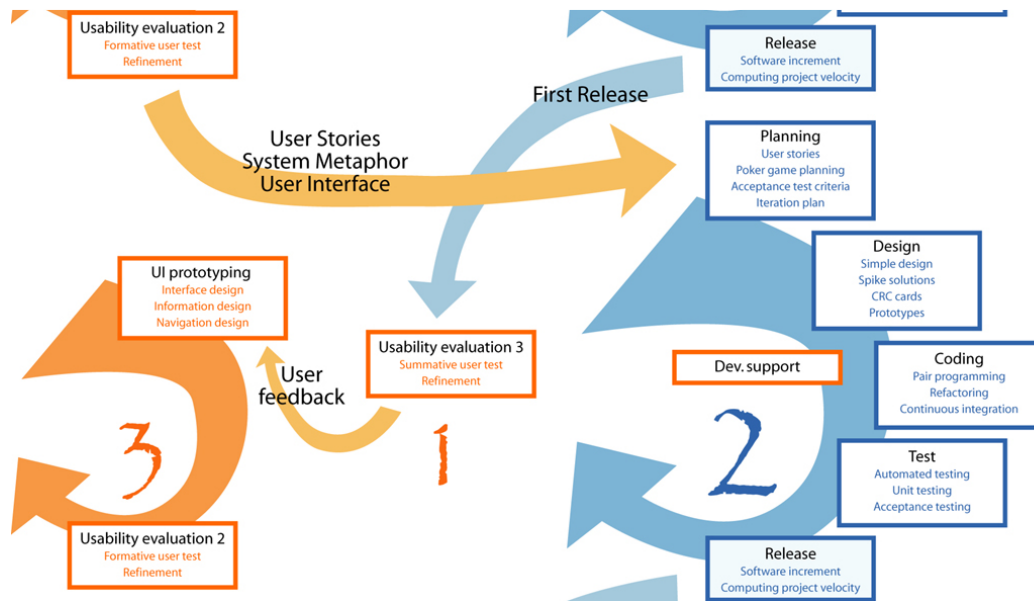 Usability evaluation 2
Formative user test
Refinement
Release
Software increment
Computing project velocity
First Release
User Stories
System Metaphor
User Interface
Planning
User stories
Poker game planning
Acceptance test criteria
Iteration plan
Design
Simple design
Spike solutions
CRC cards
Prototypes
UI prototyping
Interface design
Information design
Navigation design
Usability evaluation 3
Summative user test
Refinement
User
feedback
Dev. support
Coding
Pair programming
Refactoring
Continuous integration
3
1
2
Test
Automated testing
Unit testing
Acceptance testing
Usability evaluation 2
Formative user test
Refinement
Release
Software increment
Computing project velocity